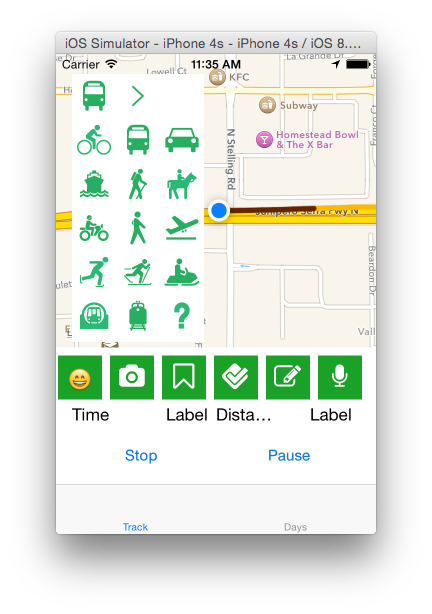 iOS Simulator - iPhone 4s - iPhone 4s / iOS 8....
Carrier 11:35 AM
Lowell Ct
La Grande Dr
KFC
Subway
Franco Ct
Homestead Bowl
& The X Bar
N Stelling Rd
Junipero Serra Fwy N
Beardon Dr
Vall
?
Time Label Dista... Label
Stop Pause
Track Days